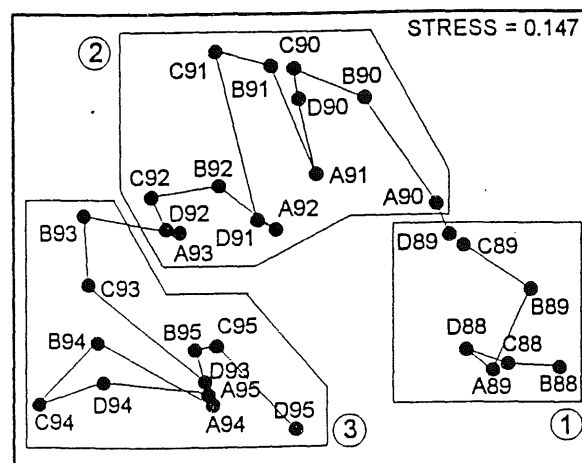 STRESS = 0.147
2
C91
B91
C90
D90
B90
A91
A90
C92
B92
D92
A93
D91
A92
B93
C93
D89
C89
B89
D88
C88
A89
B88
B94
C94
D94
B95
C95
D93
A95
A94
D95
3
1